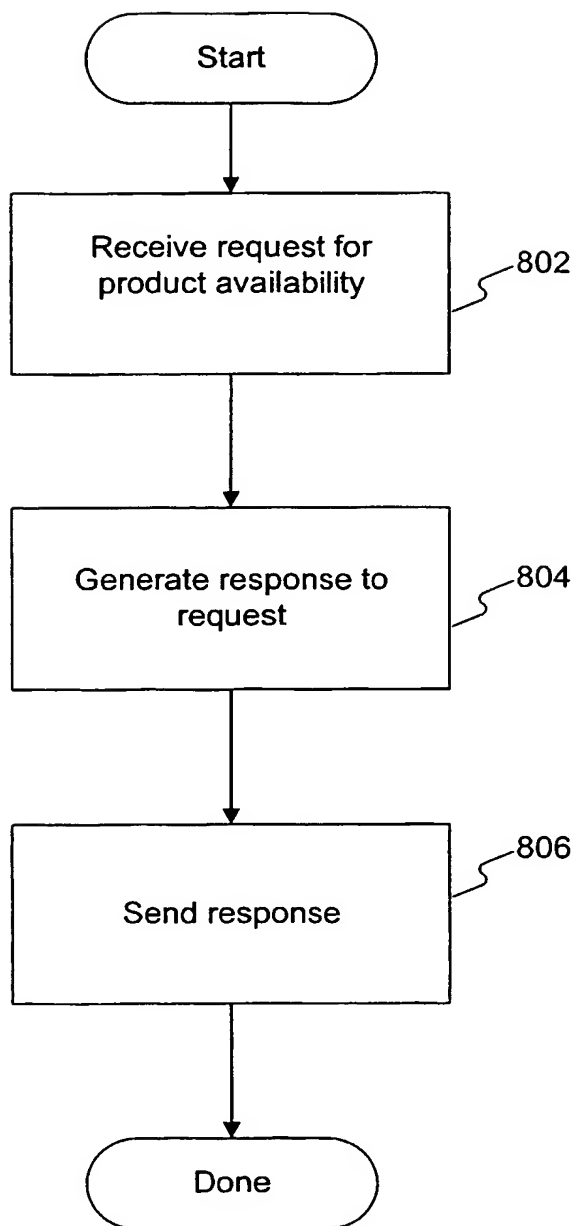 Start
Receive request for
product availability
802
Generate response to
request
804
Send response
806
Done